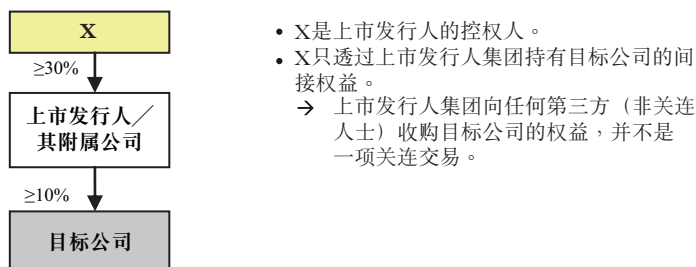 X
≥30%
上市发行人／
其附属公司
≥10%
目标公司
• X是上市发行人的控权人。
• X只透过上市发行人集团持有目标公司的间
接权益。
→ 上市发行人集团向任何第三方（非关连
人士）收购目标公司的权益，并不是
一项关连交易。